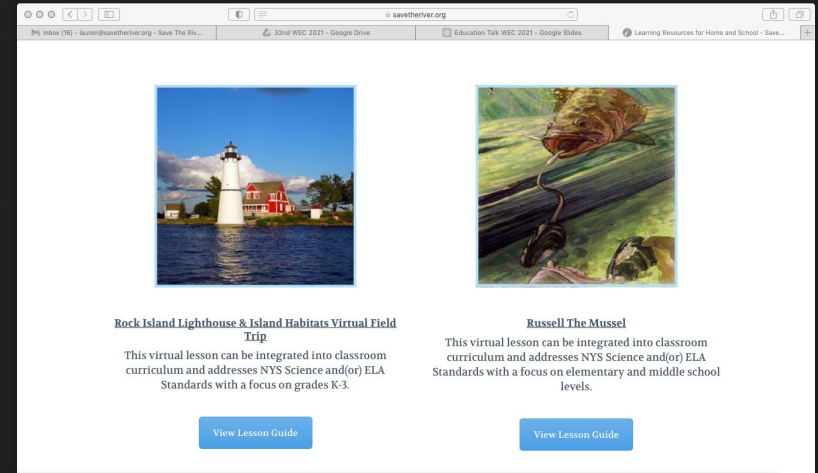 savetheriver.org
Inbox (16) - lauren@savetheriver.org - Save The Riv...
32nd WEC 2021 - Google Drive
Education Talk WEC 2021 - Google Slides
Learning Resources for Home and School - Save...
Rock Island Lighthouse & Island Habitats Virtual Field
Trip
This virtual lesson can be integrated into classroom
curriculum and addresses NYS Science and(or) ELA
Standards with a focus on grades K-3.
View Lesson Guide
Russell The Mussel
This virtual lesson can be integrated into classroom
curriculum and addresses NYS Science and(or) ELA
Standards with a focus on elementary and middle school
levels.
View Lesson Guide